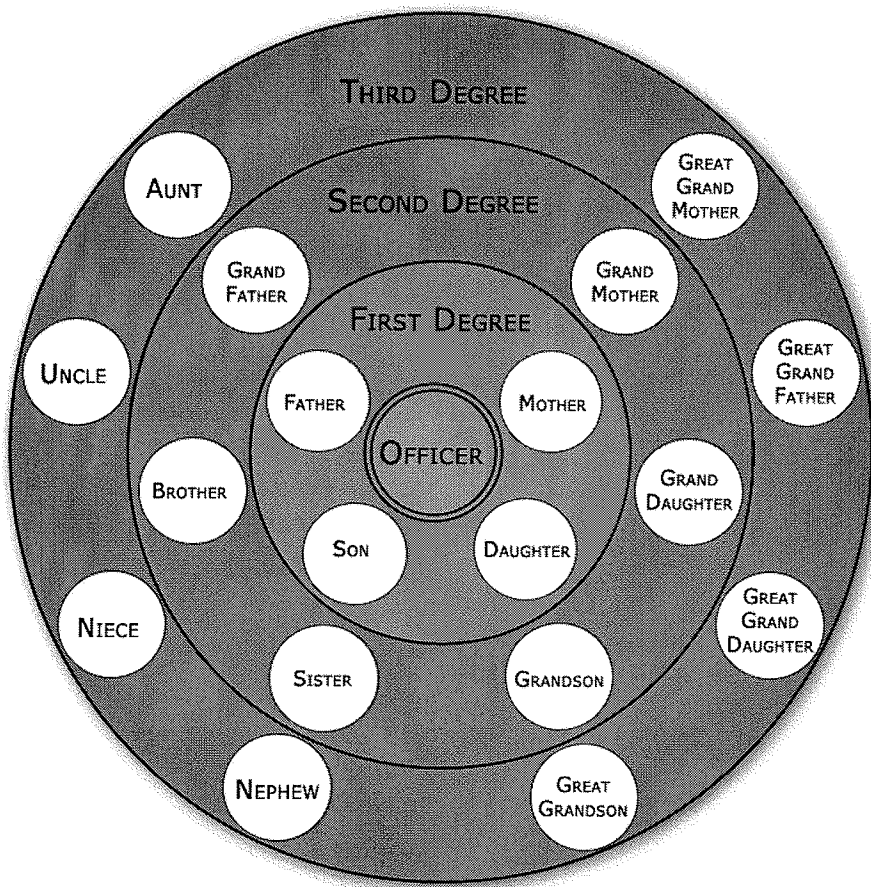 THIRD DEGREE
AUNT
GREAT
GRAND
MOTHER
SECOND DEGREE
GRAND
FATHER
GRAND
MOTHER
FIRST DEGREE
UNCLE
GREAT
GRAND
FATHER
FATHER
MOTHER
OFFICER
BROTHER
GRAND
DAUGHTER
SON
DAUGHTER
NIECE
GREAT
GRAND
DAUGHTER
SISTER
GRANDSON
NEPHEW
GREAT
GRANDSON